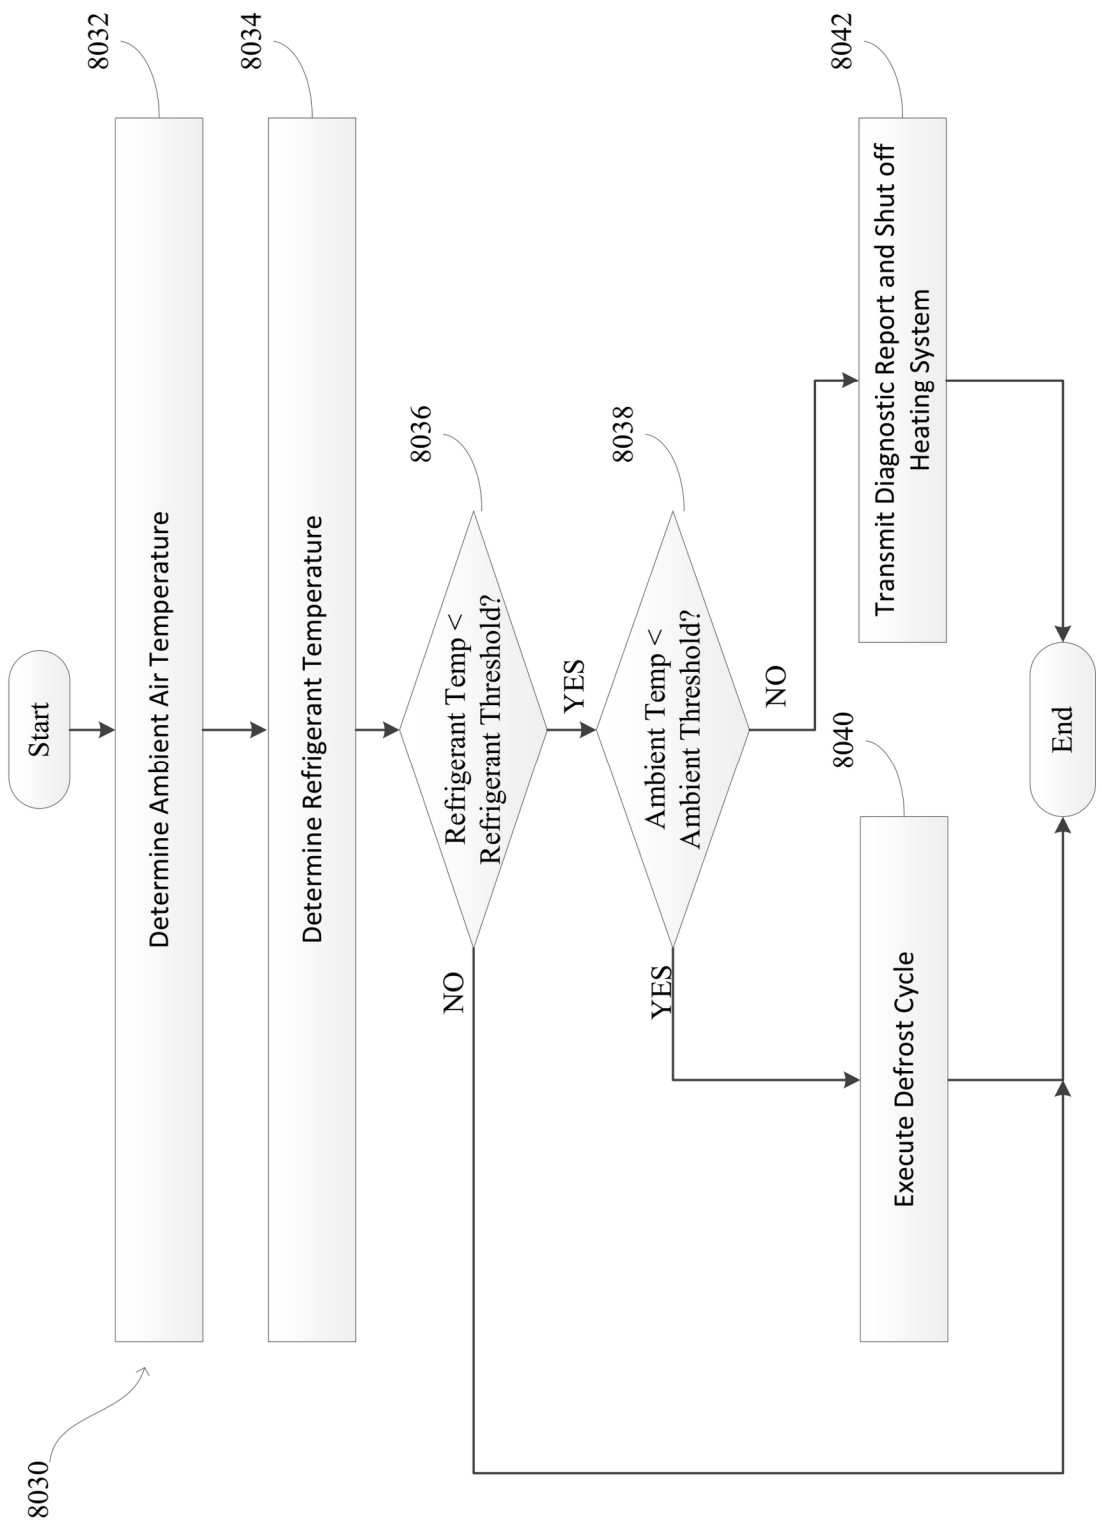 8030
Start
8032
Determine Ambient Air Temperature
8034
Determine Refrigerant Temperature
8036
Refrigerant Temp <
Refrigerant Threshold?
NO
YES
8038
Ambient Temp <
Ambient Threshold?
YES
NO
8040
Execute Defrost Cycle
8042
Transmit Diagnostic Report and Shut off
Heating System
End